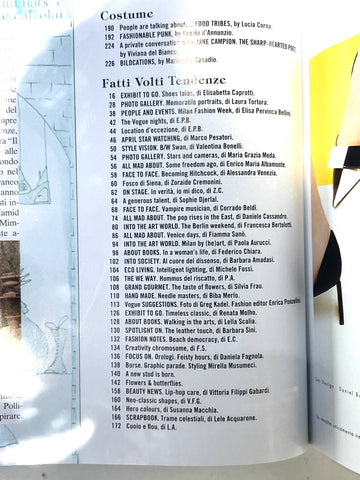 Costume
190 People are talking about... FOOD TRIBES, by Lucia Corna.
192 FASHIONABLE PUNK, by d'Annunzio.
224 A private conversation with JANE CAMPION. THE SHARP-HEARTED POET
by Viviana del Bianco.
226 BILOCATIONS, by
Fatti Volti Tendenze
16 EXHIBIT TO GO. Shoes talos, di Elisabetta Caprotti.
28 PHOTO GALLERY. Memorable portraits, di Laura Tortora.
38 PEOPLE AND EVENTS. Milan Fashion Week, di Elisa Pervinca Bellini
42 The Vogue nights, di E.P.B.
44 Location d'eccezione, di E.P.B.
46 APRIL STAR WATCHING, di Marco Pesatori.
50 STYLE VISION. B/W Swan, di Valentina Bonelli.
54 PHOTO GALLERY. Stars and cameras, di Maria Grazia Meda.
56 ALL MAD ABOUT. Some freedom ago, di Enrico Maria Albamonte.
58 FACE TO FACE. Becoming Hitchcock, di Alessandra Venezia.
60 Fosco di Siena, di Zoraide Cremonini.
62 ON STAGE. In verità, io mi dico, di Z.C.
64 A generous talent, di Sophie Djerlal.
68 FACE TO FACE. Vampire musician, di Corrado Beldì.
74 ALL MAD ABOUT. The pop rises in the East, di Daniele Cassandro.
80 INTO THE ART WORLD. The Berlin weekend, di Francesca Bertolotti
86 ALL MAD ABOUT. Venice days, di Fiamma Sanò.
94 INTO THE ART WORLD. Milan by (he)art, di Paola Aurucci.
98 ABOUT BOOKS. In a woman's life, di Federico Chiara.
102 INTO SOCIETY. Al cuore del dissenso, di Barbara Amadasi.
104 ECO LIVING. Intelligent lighting, di Michele Fossi.
106 THE WE WAY. Hummus del riscatto, di P.A.
108 GRAND GOURMET. The taste of flowers, di Silvia Frau.
110 HAND MADE. Needle masters, di Biba Merlo.
113 Vogue SUGGESTIONS. Foto di Greg Kadel. Fashion editor Enrica Ponzellini.
126 EXHIBIT TO GO. Timeless classic, di Renata Molho.
128 ABOUT BOOKS. Walking in the arts, di Lella Scalia.
130 SPOTLIGHT ON. The leather touch, di Barbara Sini.
132 FASHION NOTES. Beach democracy, di E.C.
134 Creativity chromosome, di F.S.
136 FOCUS ON. Orologi. Feisty hours, di Daniela Fagnola.
138 Borse. Graphic parade. Styling Mirella Musumeci.
140 A new stud is born.
142 Flowers & butterflies.
158 BEAUTY NEWS. Lip-hop care, di Vittoria Filippi Gabardi.
160 Neo-classic shapes, di V.F.G.
164 Hero colours, di Susanna Macchia.
166 SCRAPBOOK. Trame celestiali, di Lele Acquarone.
172 Cuoio e flou, di L.A.